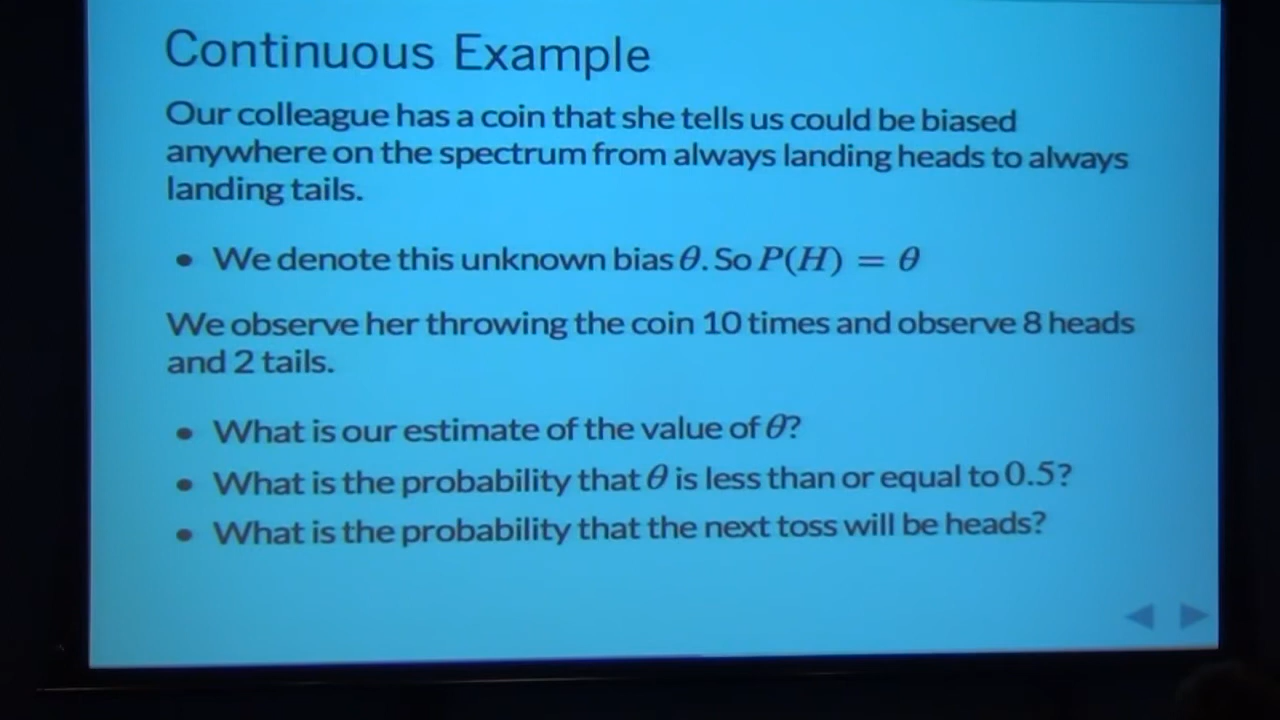 Continuous Example
Our colleague has a coin that she tells us could be biased
anywhere on the spectrum from always landing heads to always
landing tails.
• We denote this unknown bias θ. So P(H) = θ
We observe her throwing the coin 10 times and observe 8 heads
and 2 tails.
• What is our estimate of the value of θ?
• What is the probability that θ is less than or equal to 0.5?
• What is the probability that the next toss will be heads?